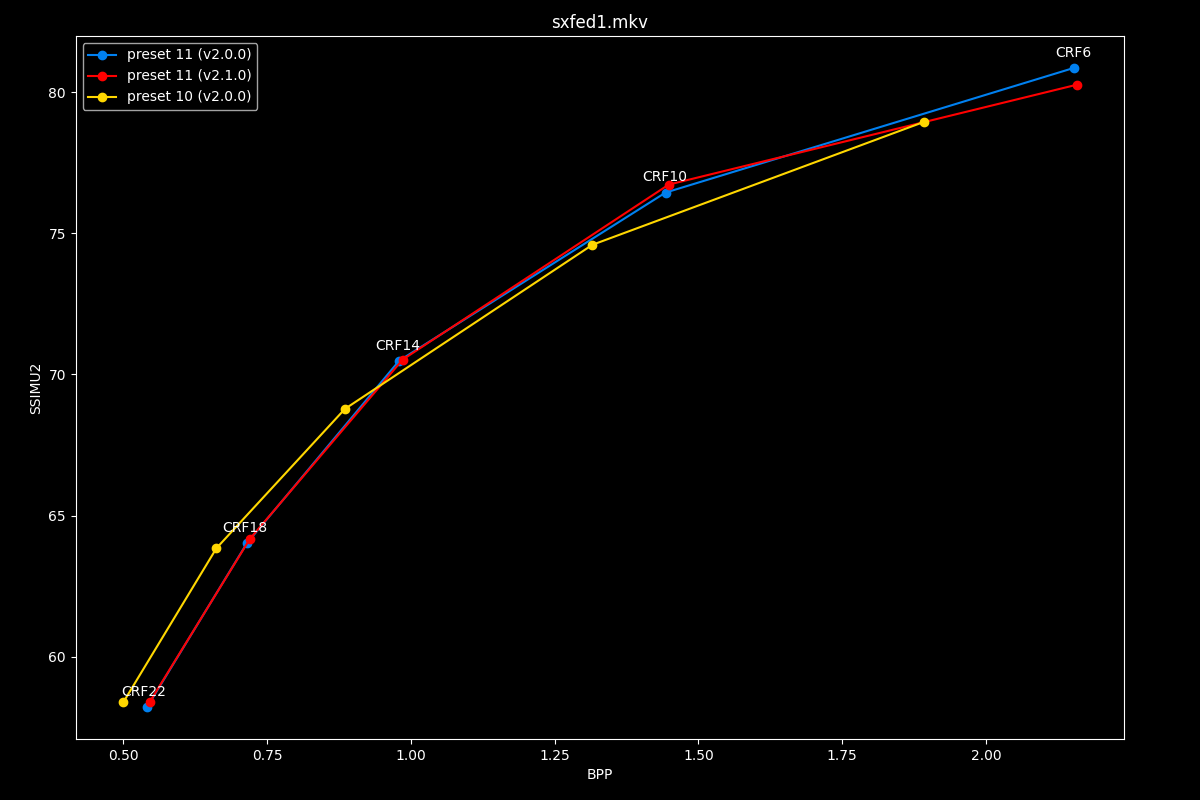 sxfed1.mkv
preset 11 (v2.0.0)
preset 11 (v2.1.0)
preset 10 (v2.0.0)
CRF6
CRF10
CRF14
CRF18
CRF22
80
75
70
65
60
SSIMU2
0.50 0.75 1.00 1.25 1.50 1.75 2.00
BPP